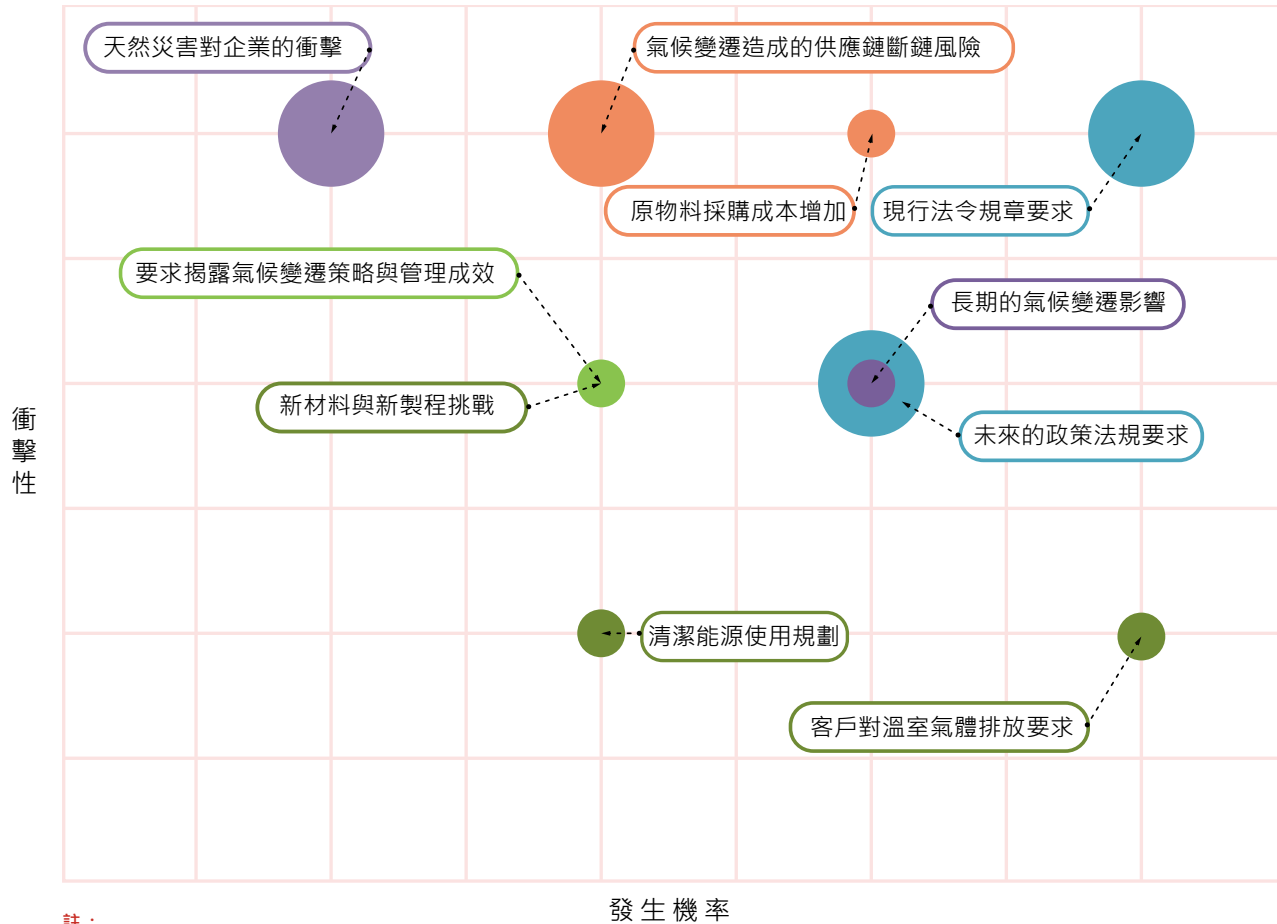 天然災害對企業的衝擊
氣候變遷造成的供應鏈斷鏈風險
原物料採購成本增加
現行法令規章要求
要求揭露氣候變遷策略與管理成效
長期的氣候變遷影響
新材料與新製程挑戰
未來的政策法規要求
衝擊性
清潔能源使用規劃
客戶對溫室氣體排放要求
發生機率
註：